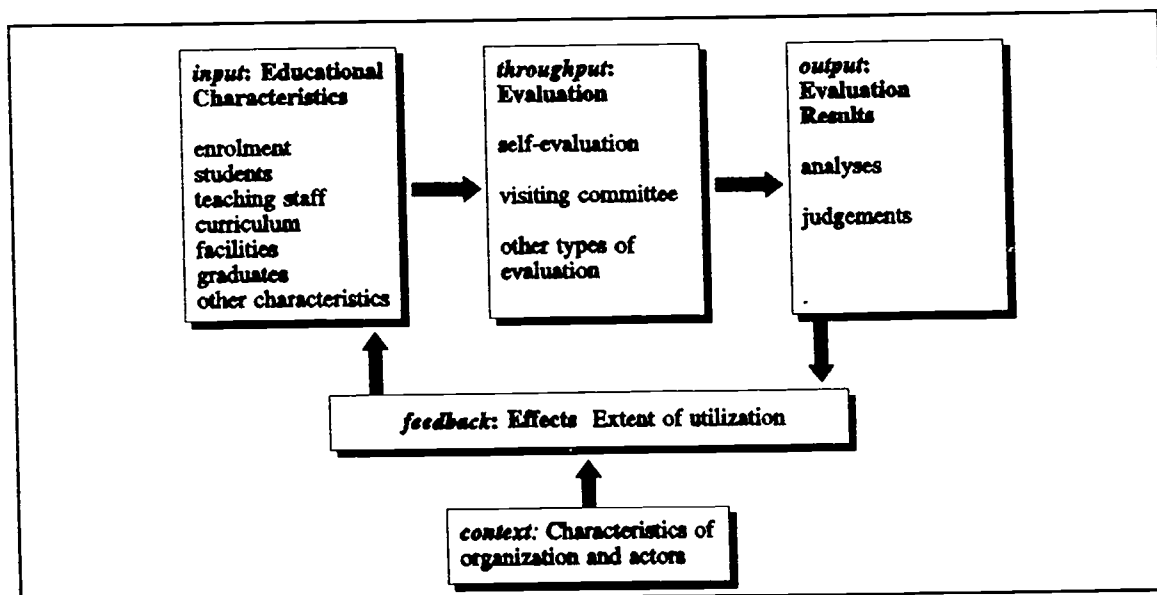 input: Educational
Characteristics
enrolment
students
teaching staff
curriculum
facilities
graduates
other characteristics
throughput:
Evaluation
self-evaluation
visiting committee
other types of
evaluation
output:
Evaluation
Results
analyses
judgements
feedback: Effects Extent of utilization
context: Characteristics of
organization and actors